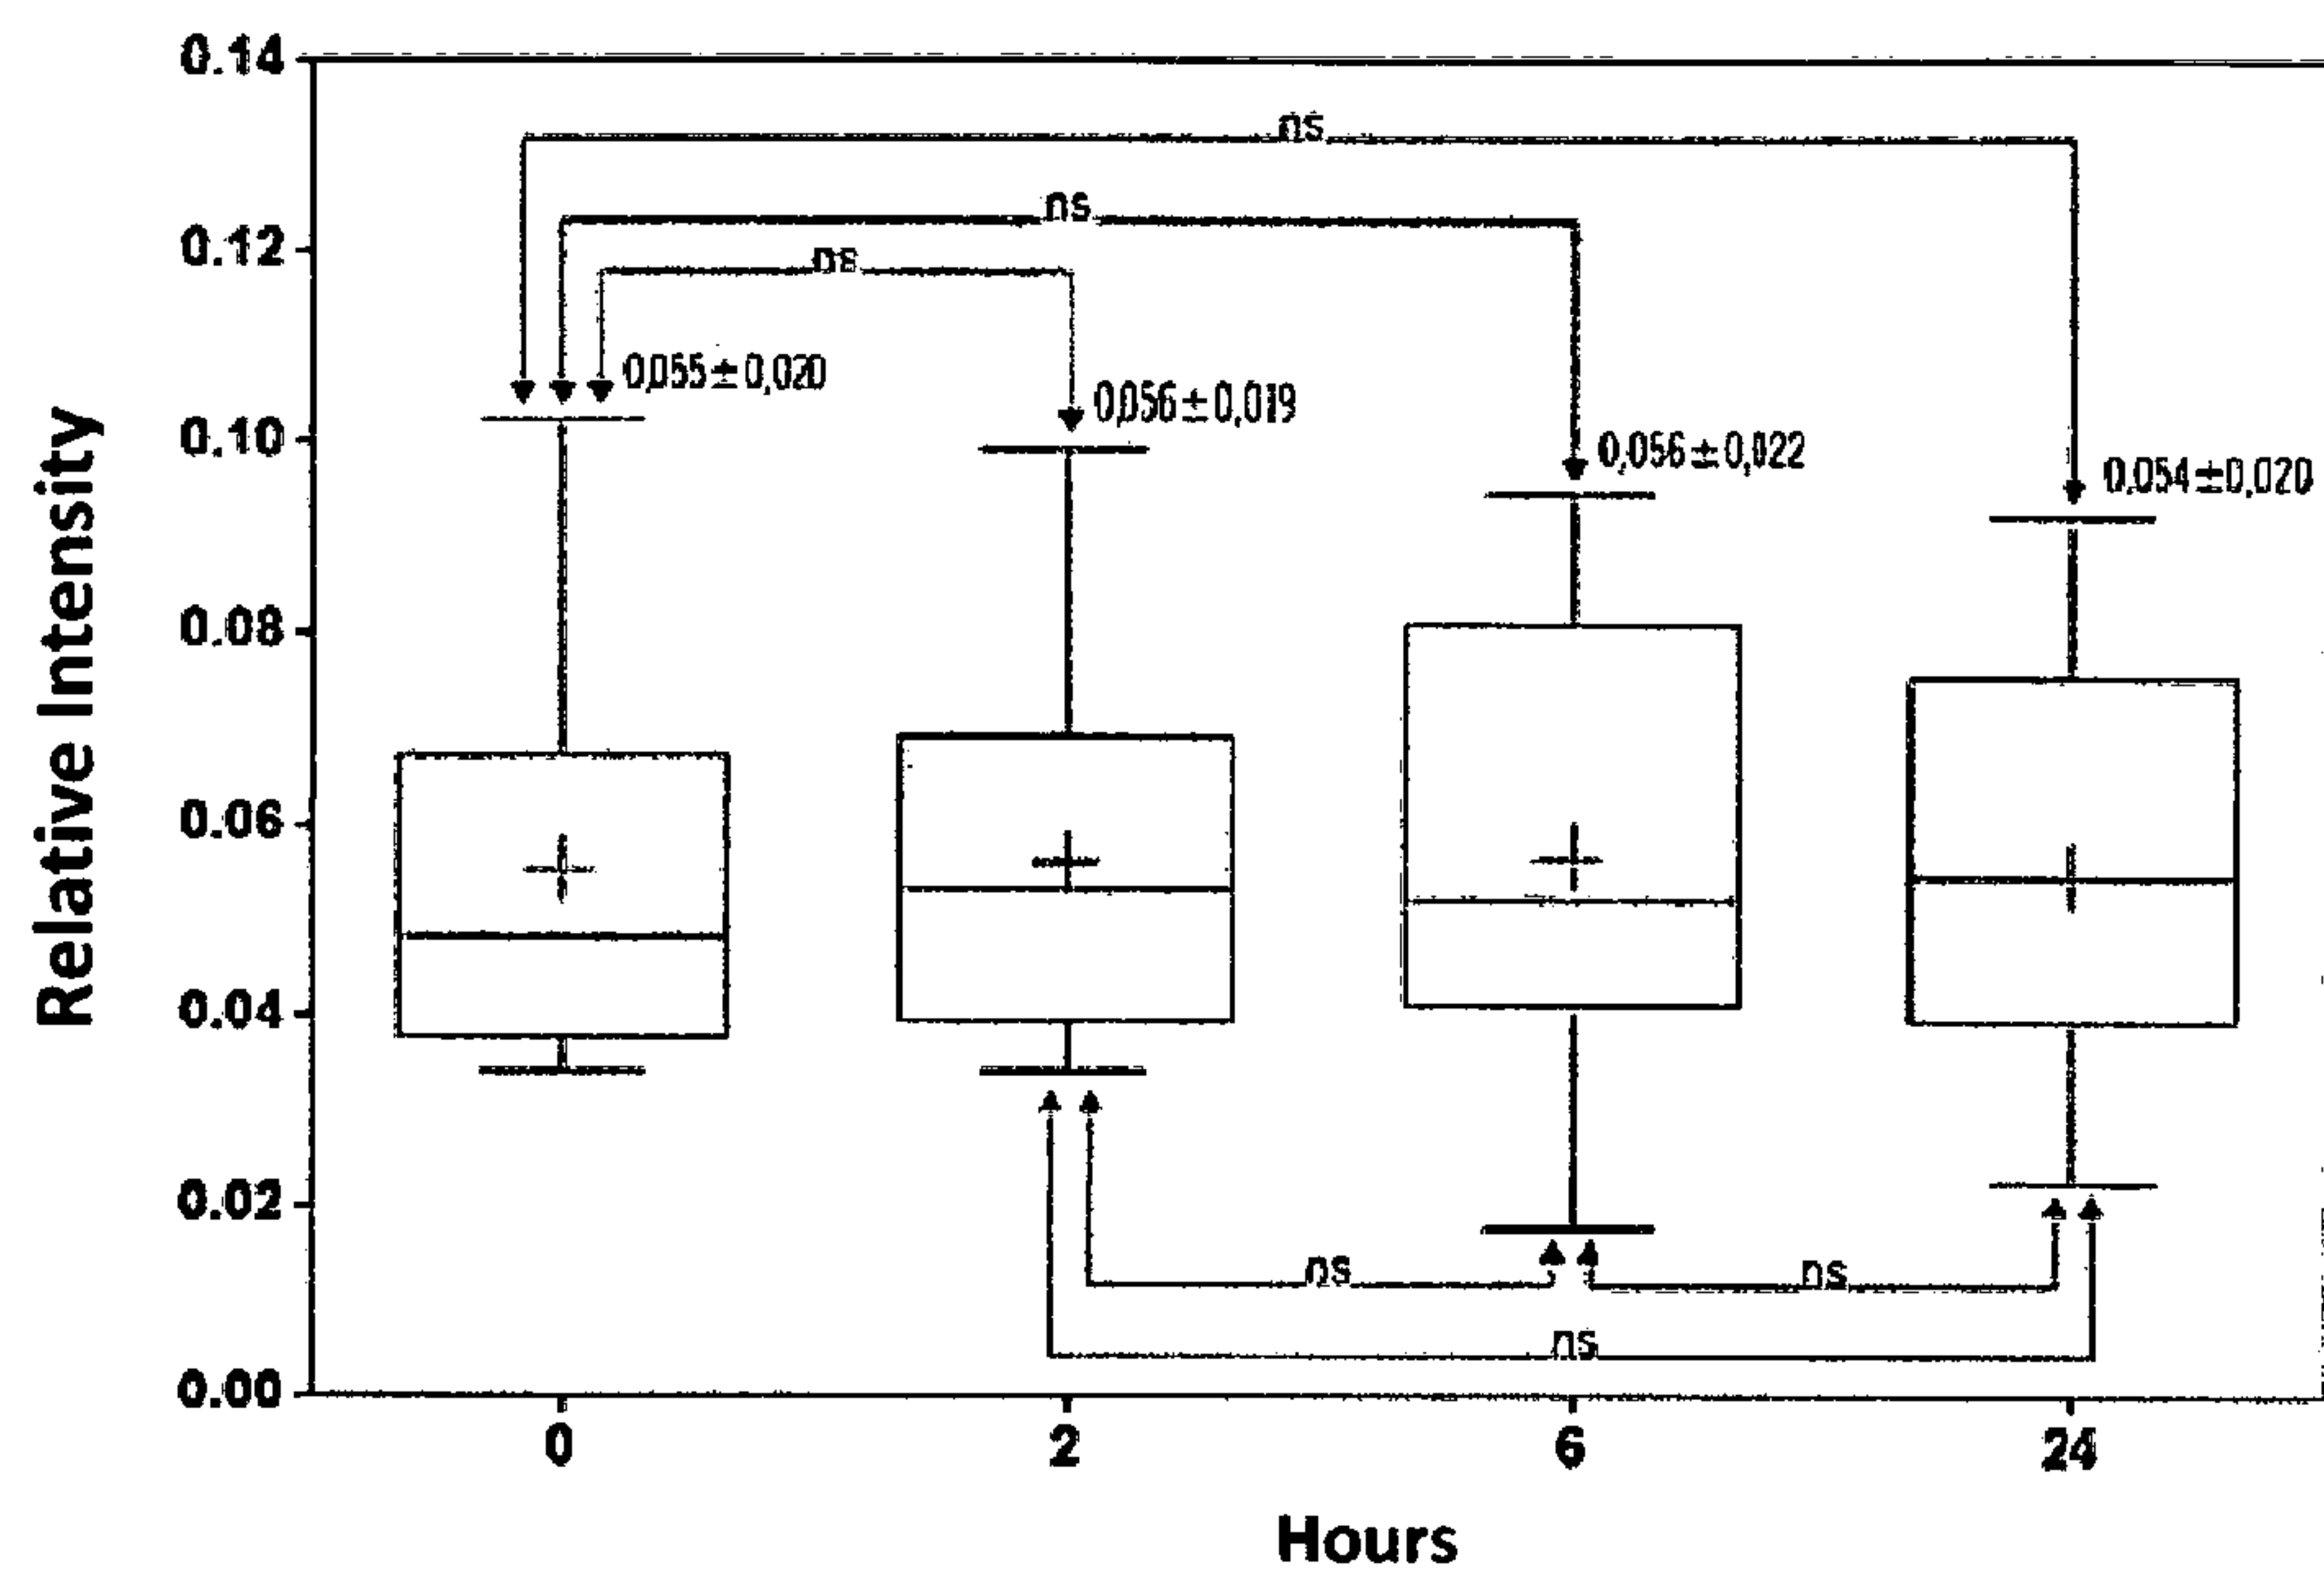 0.14
ns
ns
0.12
ns
0,055±0,020
0,056±0,019
0.10
0,056±0,022
0,054±0,020
Relative Intensity
0.08
0.06
0.04
0.02
ns
ns
ns
0.00
0
2
6
24
Hours